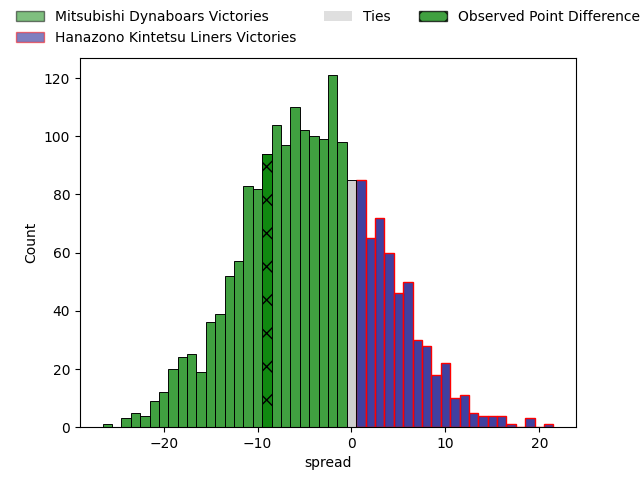 Mitsubishi Dynaboars Victories
Ties
Observed Point Difference
Hanazono Kintetsu Liners Victories
120
100
80
60
40
20
0
Count
−20
−10
0
10
20
spread